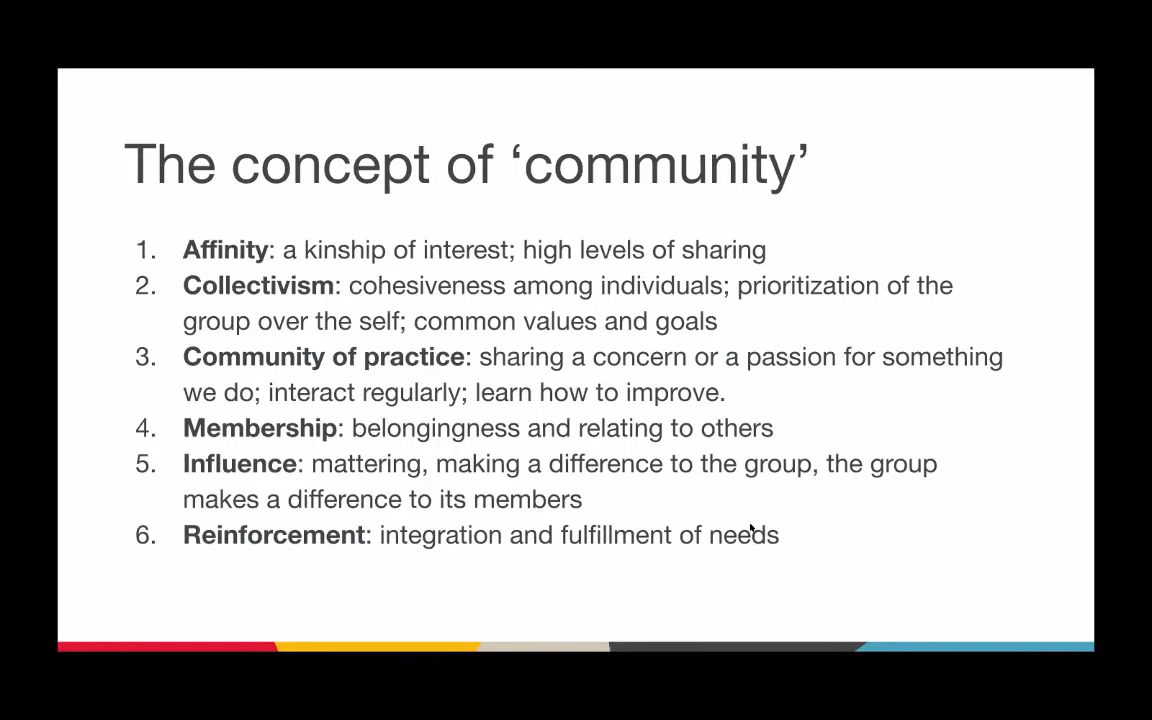 The concept of ‘community’
1. Affinity: a kinship of interest; high levels of sharing
2. Collectivism: cohesiveness among individuals; prioritization of the
group over the self; common values and goals
3. Community of practice: sharing a concern or a passion for something
we do; interact regularly; learn how to improve.
4. Membership: belongingness and relating to others
5. Influence: mattering, making a difference to the group, the group
makes a difference to its members
6. Reinforcement: integration and fulfillment of needs